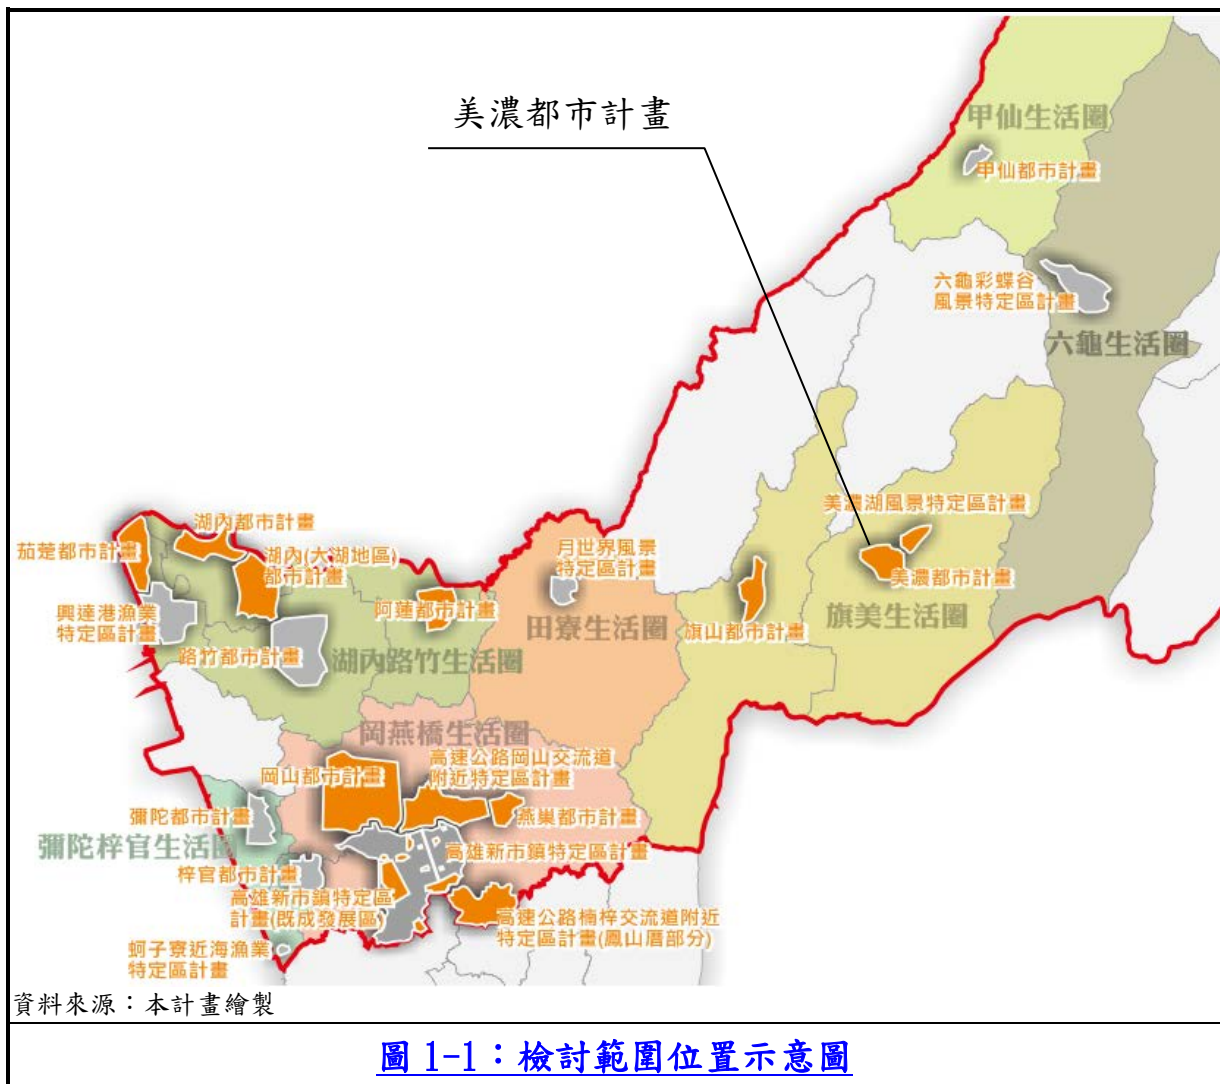 美濃都市計畫
甲仙生活圈
甲仙都市計畫
六龜彩蝶谷
風景特定區計畫
六龜生活圈
美濃湖風景特定區計畫
美濃都市計畫
旗美生活圈
旗山都市計畫
月世界風景
特定區計畫
田寮生活圈
湖內都市計畫
茄萣都市計畫
湖內(大湖地區)
都市計畫
阿蓮都市計畫
興達港漁業
特定區計畫
路竹都市計畫
湖內路竹生活圈
岡燕橋生活圈
岡山都市計畫
高速公路岡山交流道
附近特定區計畫
燕巢都市計畫
彌陀都市計畫
彌陀梓官生活圈
高雄新市鎮特定區計畫
梓官都市計畫
高雄新市鎮特定區
計畫(既成發展區)
高速公路楠梓交流道附近
特定區計畫(鳳山厝部分)
蚵子寮近海漁業
特定區計畫
資料來源：本計畫繪製
圖 1-1：檢討範圍位置示意圖